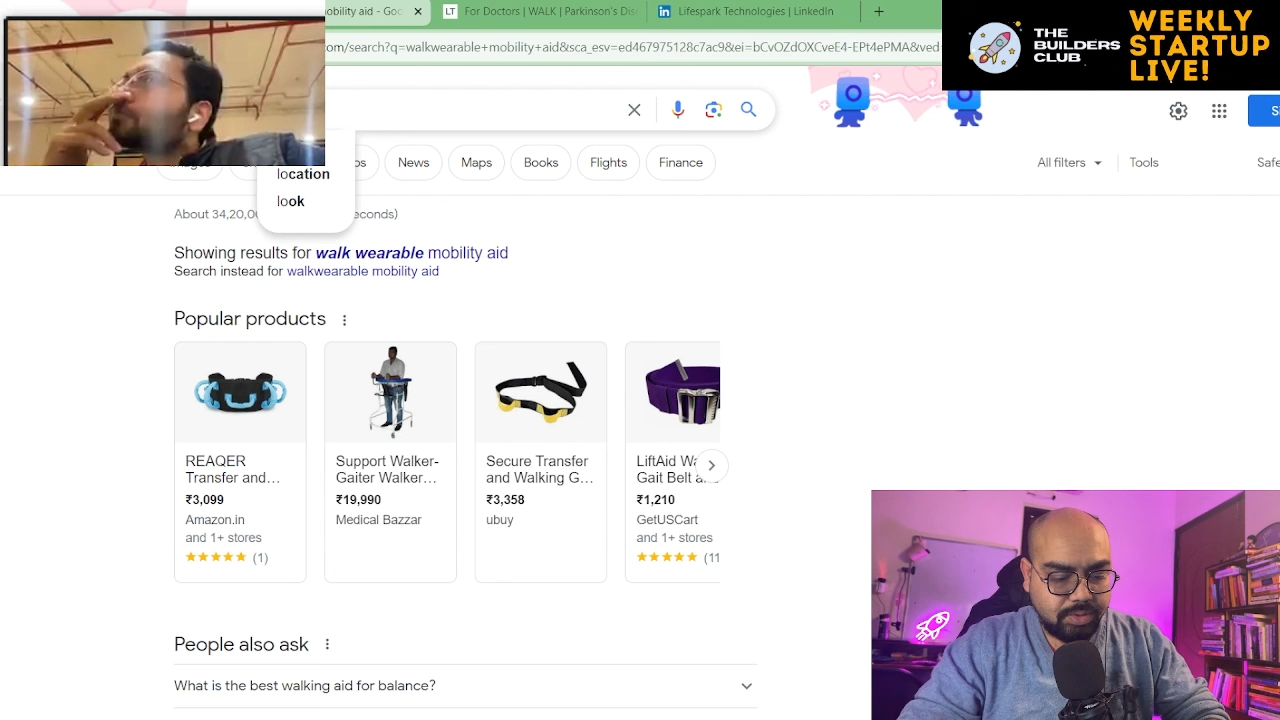 obility aid - Goo
For Doctors | WALK | Parkinson's Dis
Lifespark Technologies | LinkedIn
THE BUILDERS CLUB
WEEKLY STARTUP LIVE!
om/search?q=walkwearable+mobility+aid&sca_esv=ed467975128c7ac9&ei=bCvOZdOXCveE4-EPt4ePMA&ved=
News
Maps
Books
Flights
Finance
All filters
Tools
Safe
location
look
About 34,20,00
econds)
Showing results for walk wearable mobility aid
Search instead for walkwearable mobility aid
Popular products
REAQER
Transfer and…
₹3,099
Amazon.in
and 1+ stores
(1)
Support Walker-
Gaiter Walker…
₹19,990
Medical Bazzar
Secure Transfer
and Walking G…
₹3,358
ubuy
LiftAid Wa
Gait Belt a
₹1,210
GetUSCart
and 1+ stores
(11
People also ask
What is the best walking aid for balance?